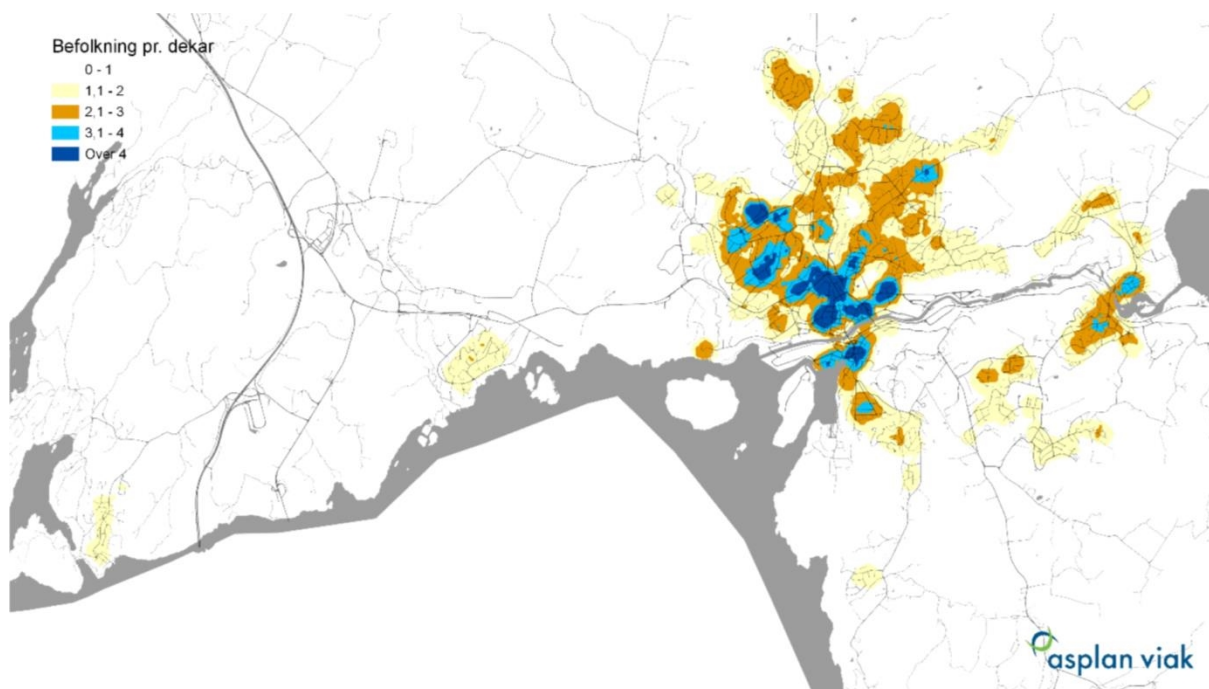 Befolkning pr. dekar
0 - 1
1,1 - 2
2,1 - 3
3,1 - 4
Over 4
asplan viak